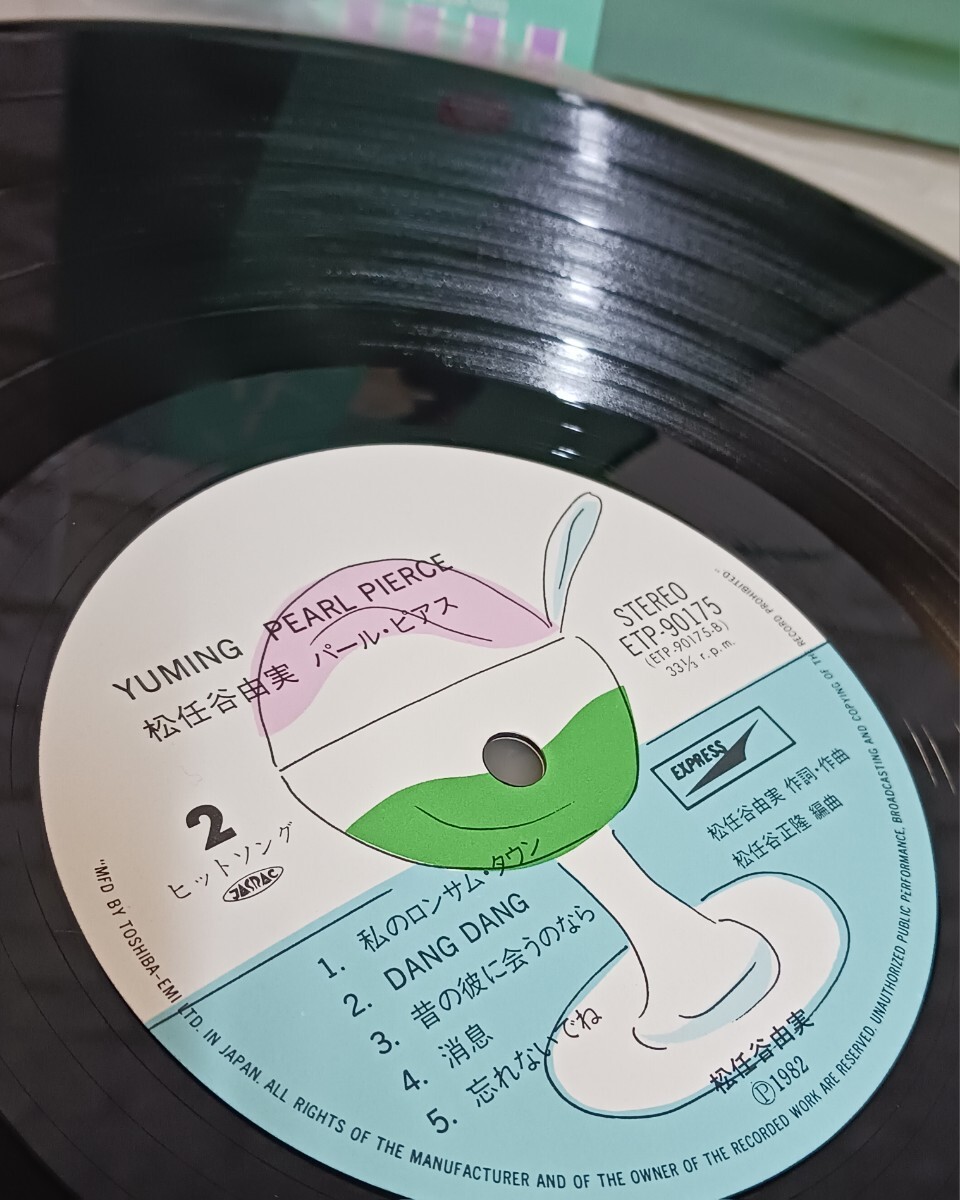 YUMING PEARL PIERCE
松任谷由実 パール・ピアス
STEREO
ETP-90175
(ETP-90175-B)
33⅓ r.p.m.
EXPRESS
松任谷由実 作詞・作曲
松任谷正隆 編曲
2
ヒットソング
JASRAC
1. 私のロンサム・タウン
2. DANG DANG
3. 昔の彼に会うのなら
4. 消息
5. 忘れないでね
松任谷由実
Ⓟ1982
"MFD BY TOSHIBA-EMI LTD. IN JAPAN. ALL RIGHTS OF THE MANUFACTURER AND OF THE OWNER OF THE RECORDED WORK ARE RESERVED. UNAUTHORIZED PUBLIC PERFORMANCE, BROADCASTING AND COPYING OF THIS RECORD PROHIBITED."